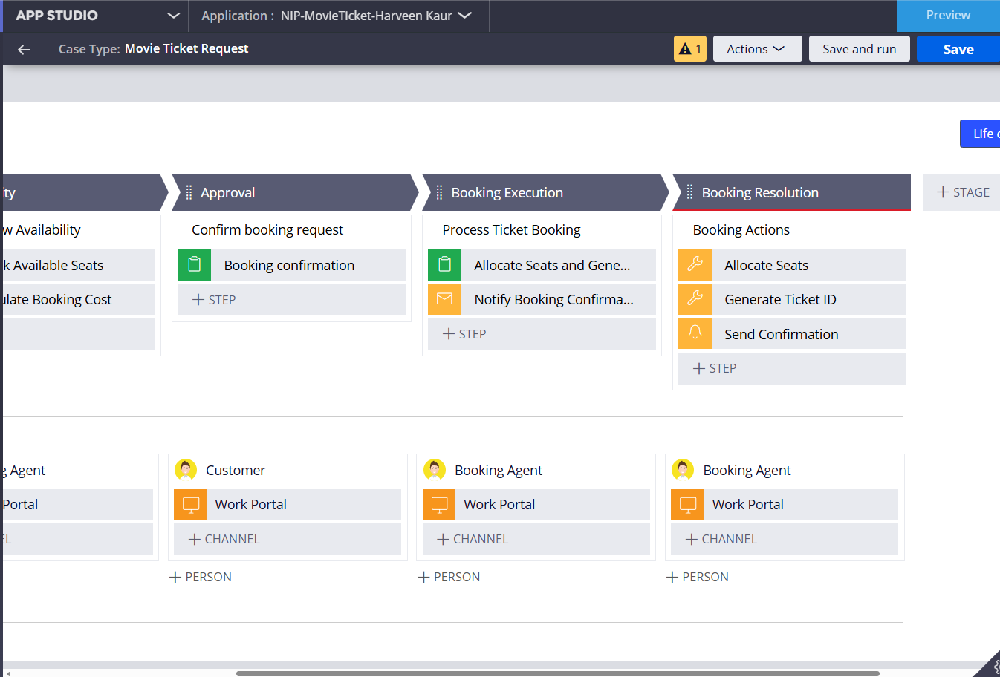 APP STUDIO
Application : NIP-MovieTicket-Harveen Kaur
Preview
Case Type: Movie Ticket Request
1
Actions
Save and run
Save
Life
ty
Approval
Booking Execution
Booking Resolution
+ STAGE
w Availability
Confirm booking request
Process Ticket Booking
Booking Actions
k Available Seats
Booking confirmation
Allocate Seats and Gene...
Allocate Seats
ulate Booking Cost
+ STEP
Notify Booking Confirma...
Generate Ticket ID
+ STEP
Send Confirmation
+ STEP
g Agent
Customer
Booking Agent
Booking Agent
Portal
Work Portal
Work Portal
Work Portal
EL
+ CHANNEL
+ CHANNEL
+ CHANNEL
+ PERSON
+ PERSON
+ PERSON